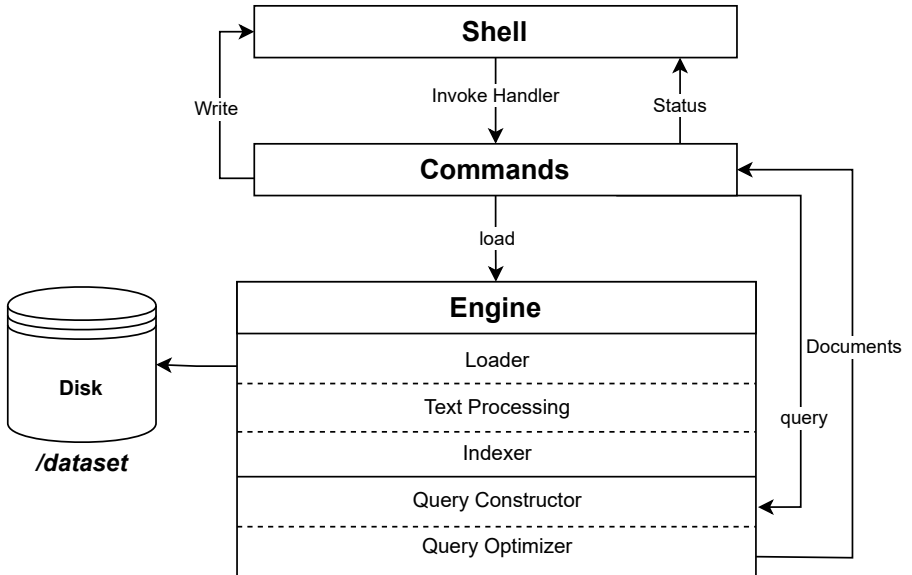 Shell
Write
Invoke Handler
Status
Commands
load
Engine
Loader
Documents
Disk
Text Processing
query
/dataset
Indexer
Query Constructor
Query Optimizer